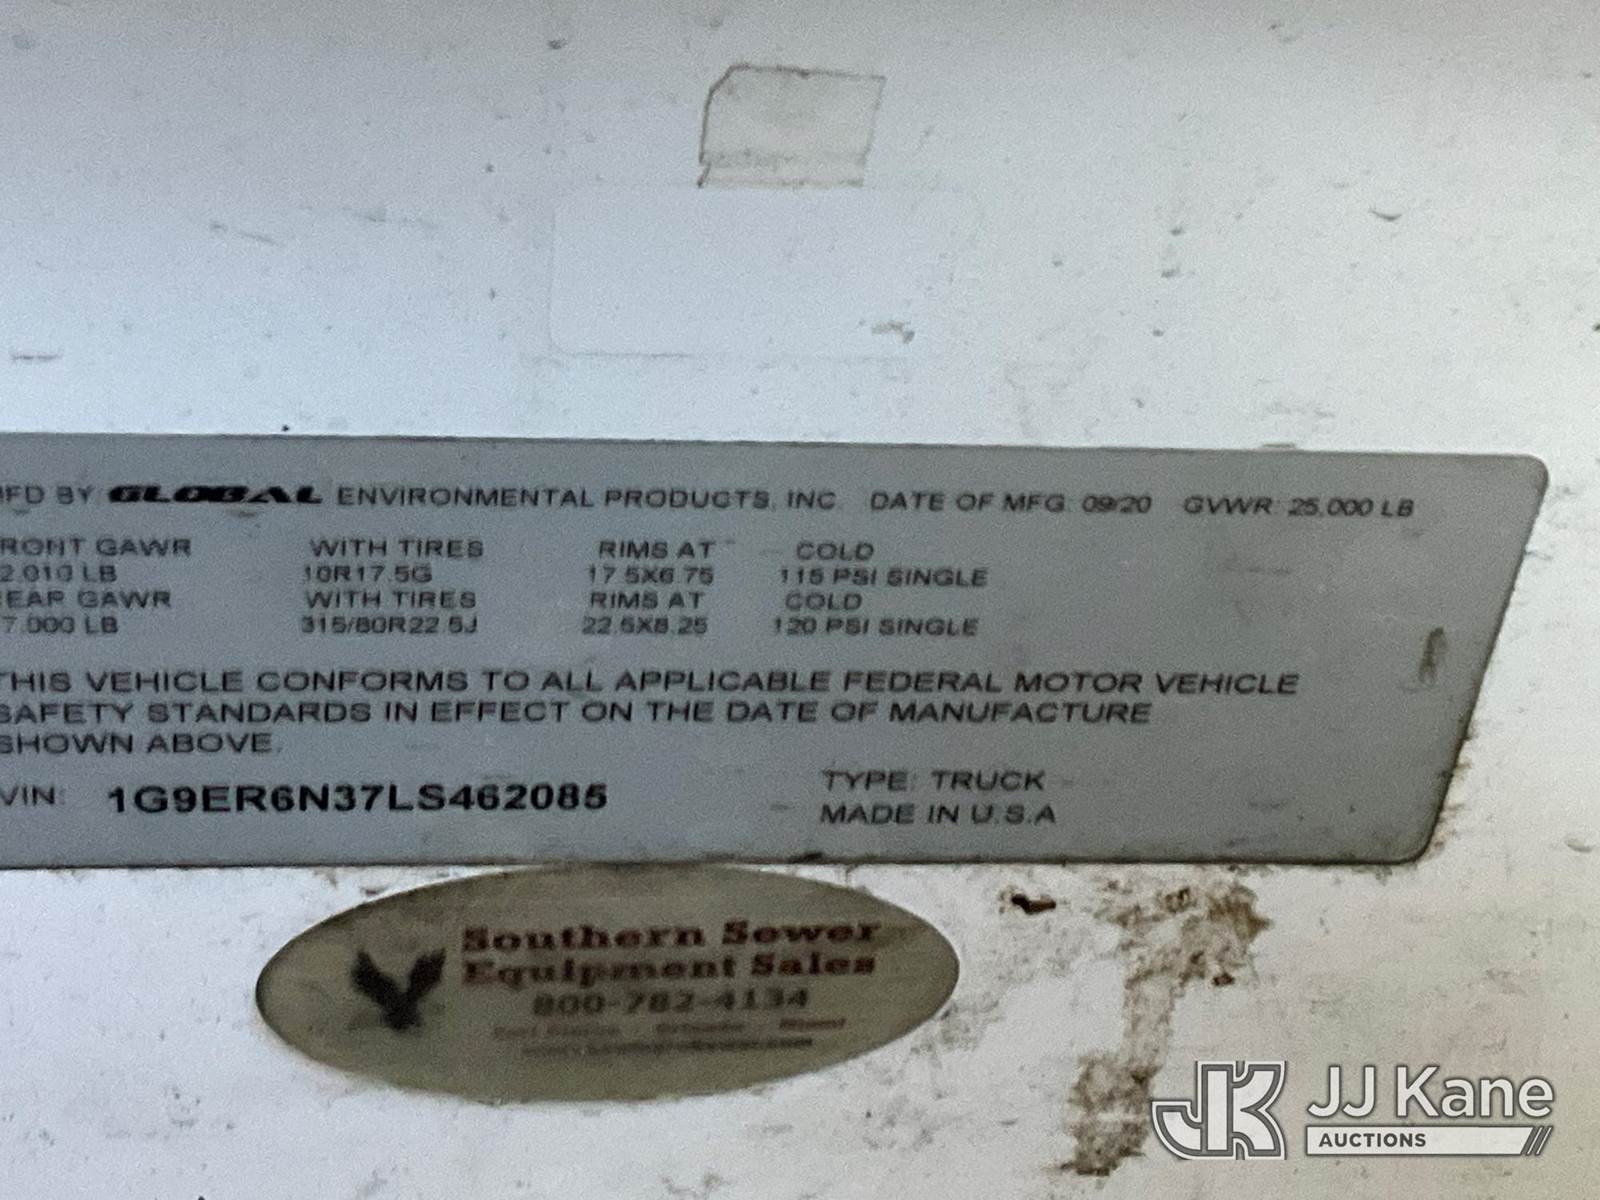 MFD BY GLOBAL ENVIRONMENTAL PRODUCTS, INC. DATE OF MFG: 09/20 GVWR: 25,000 LB
RONT GAWR WITH TIRES RIMS AT COLD
2,010 LB 10R17.5G 17.5X6.75 115 PSI SINGLE
EAR GAWR WITH TIRES RIMS AT COLD
7,000 LB 315/80R22.5J 22.5X8.25 120 PSI SINGLE
THIS VEHICLE CONFORMS TO ALL APPLICABLE FEDERAL MOTOR VEHICLE
SAFETY STANDARDS IN EFFECT ON THE DATE OF MANUFACTURE
SHOWN ABOVE.
VIN: 1G9ER6N37LS462085 TYPE: TRUCK
MADE IN U.S.A
Southern Sewer
Equipment Sales
800-782-4134
JJ Kane
AUCTIONS